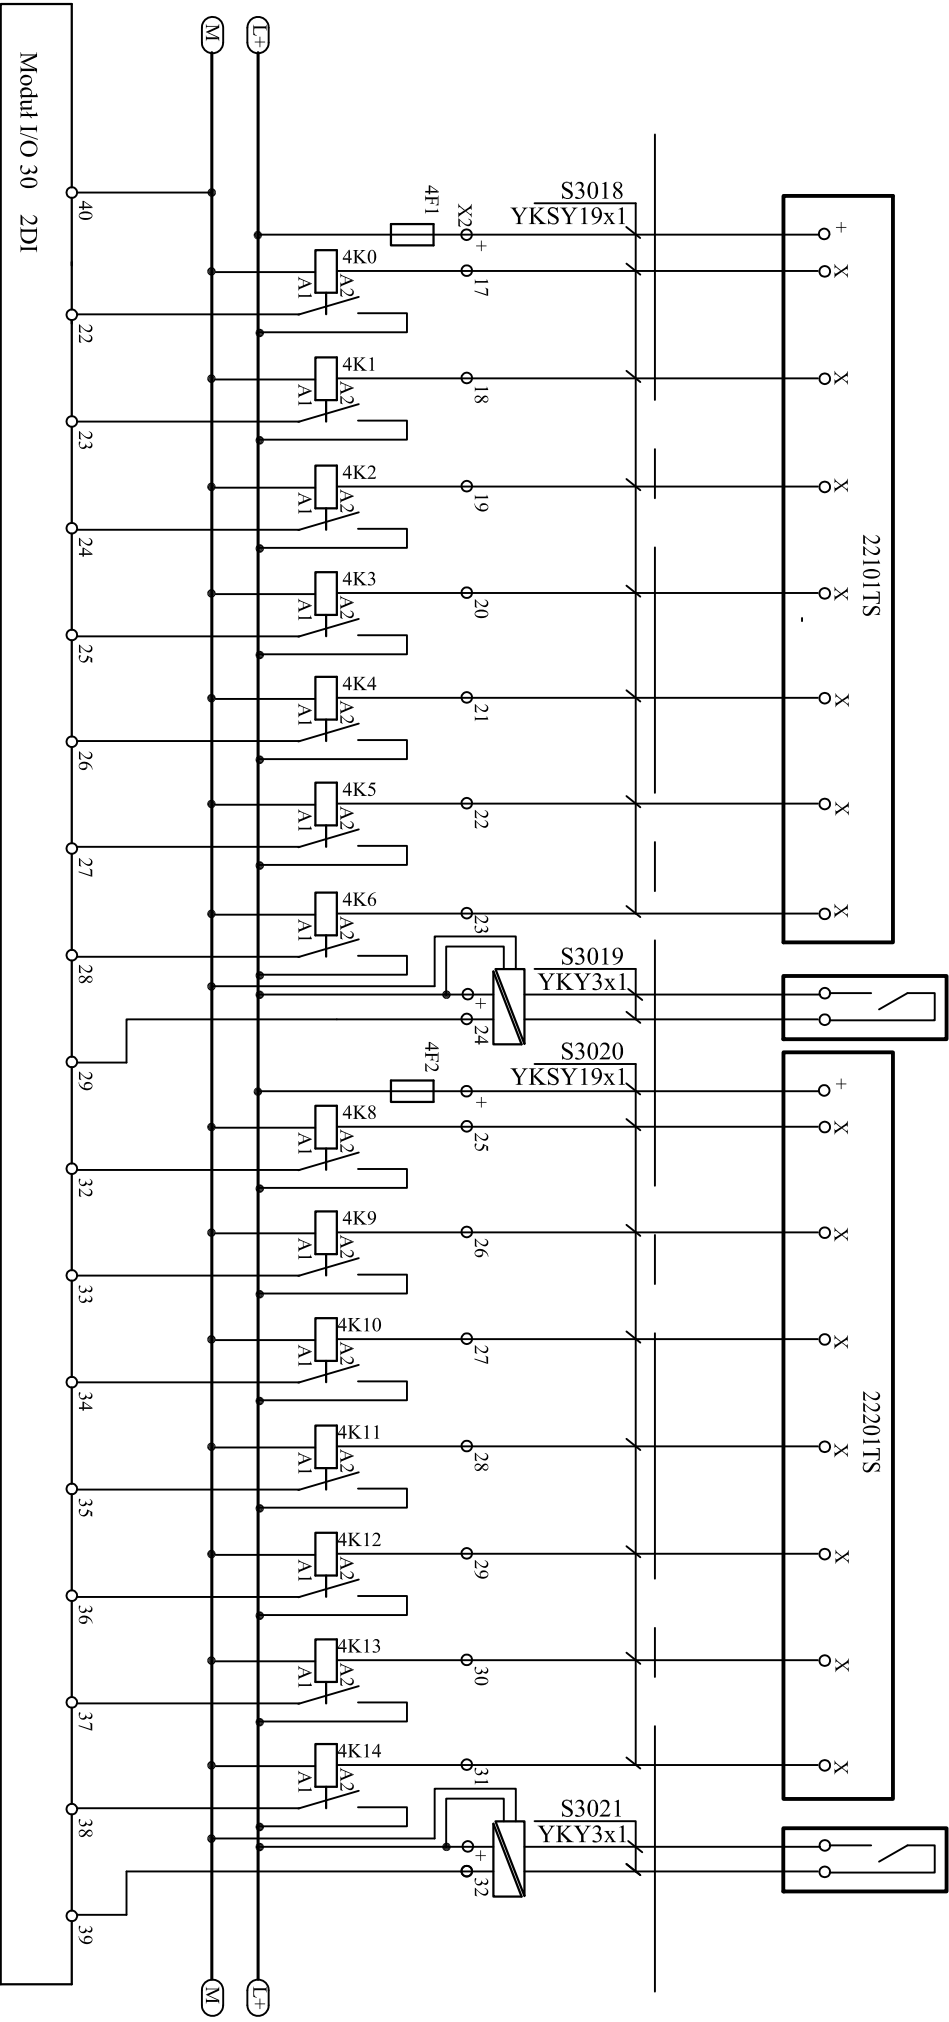 Moduł I/O 30 2DI
M
L+
40
4F1
X2
+
S3018
YKSY19x1
+
22101TS
22
A1
A2
4K0
17
X
23
A1
A2
4K1
18
X
24
A1
A2
4K2
19
X
25
A1
A2
4K3
20
X
26
A1
A2
4K4
21
X
27
A1
A2
4K5
22
X
28
A1
A2
4K6
23
X
29
+
24
S3019
YKY3x1
4F2
+
S3020
YKSY19x1
+
22201TS
32
A1
A2
4K8
25
X
33
A1
A2
4K9
26
X
34
A1
A2
4K10
27
X
35
A1
A2
4K11
28
X
36
A1
A2
4K12
29
X
37
A1
A2
4K13
30
X
38
A1
A2
4K14
31
X
39
+
32
S3021
YKY3x1
M
L+